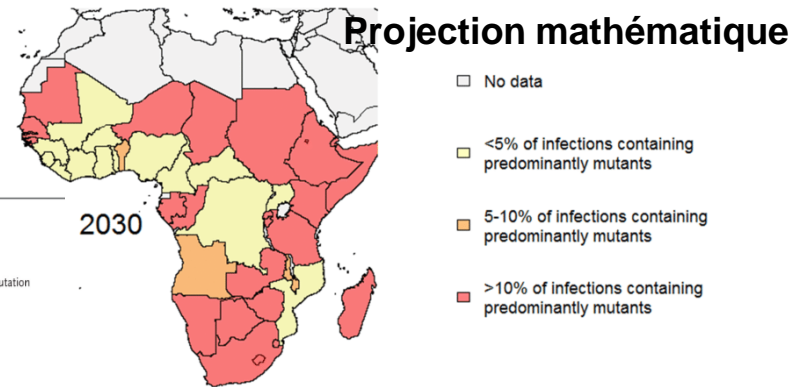 Projection mathématique
No data
<5% of infections containing
predominantly mutants
2030
5-10% of infections containing
predominantly mutants
utation
>10% of infections containing
predominantly mutants